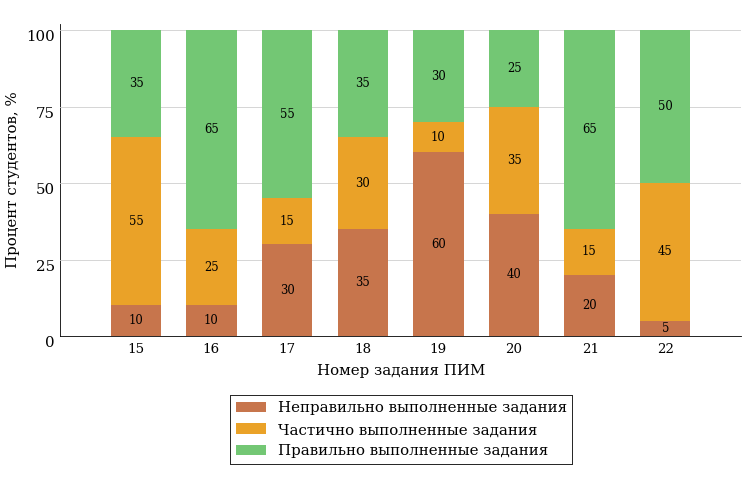 Процент студентов, %
100
75
50
25
0
35 65 55 35 30 25 65 50
55 25 15 30 10 35 15 45
10 10 30 35 60 40 20 5
15 16 17 18 19 20 21 22
Номер задания ПИМ
Неправильно выполненные задания
Частично выполненные задания
Правильно выполненные задания